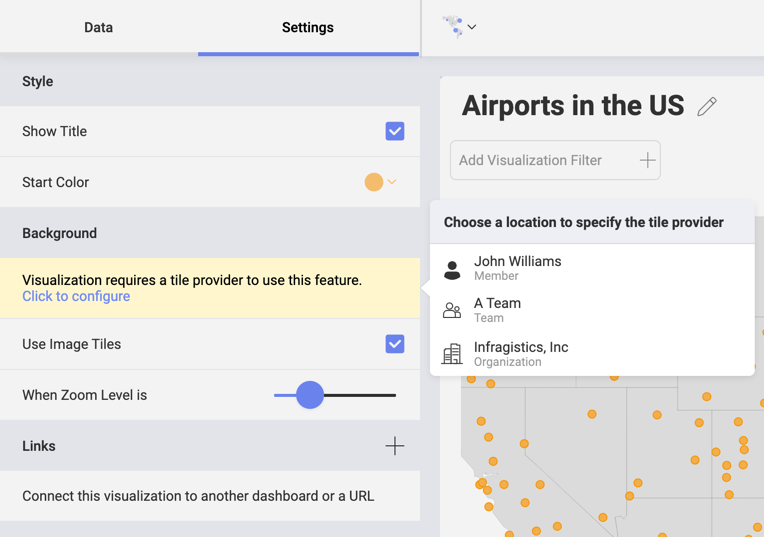 Data
Settings
Style
Show Title
Start Color
Background
Visualization requires a tile provider to use this feature.
Click to configure
Use Image Tiles
When Zoom Level is
Links
Connect this visualization to another dashboard or a URL
Airports in the US
Add Visualization Filter
Choose a location to specify the tile provider
John Williams
Member
A Team
Team
Infragistics, Inc
Organization